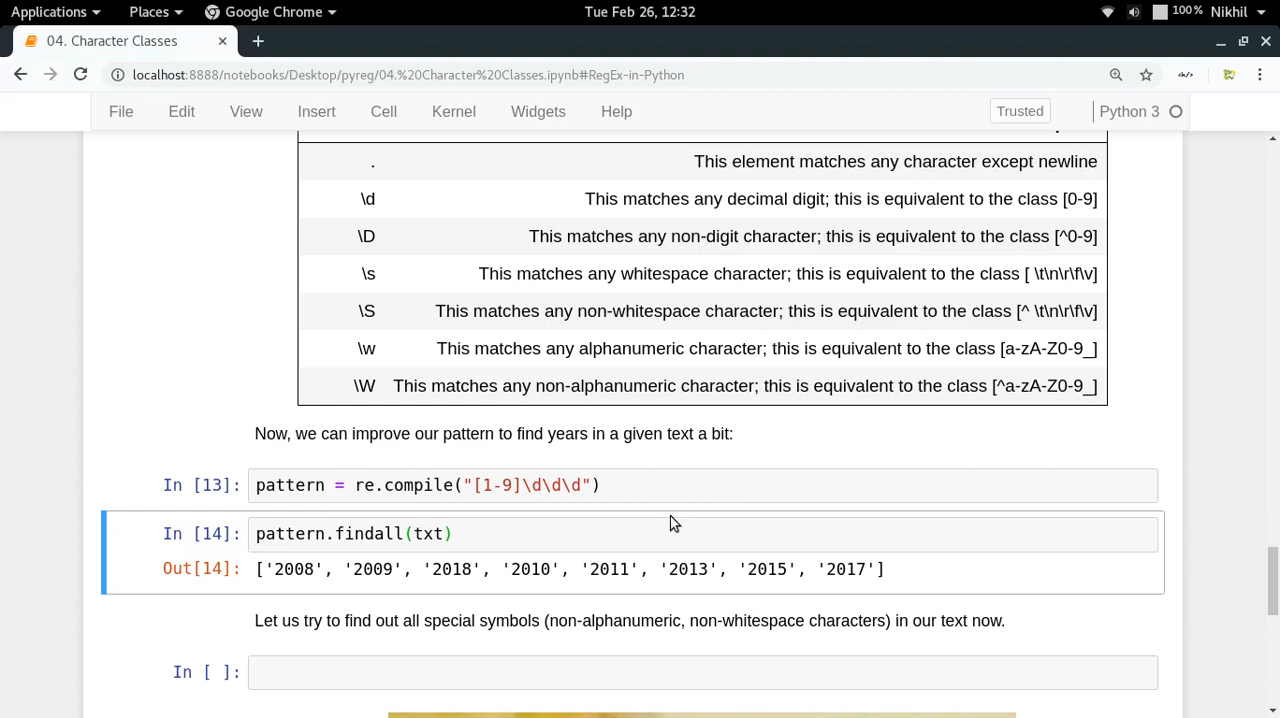 Applications Places Google Chrome Tue Feb 26, 12:32 100% Nikhil
04. Character Classes
localhost:8888/notebooks/Desktop/pyreg/04.%20Character%20Classes.ipynb#RegEx-in-Python
File Edit View Insert Cell Kernel Widgets Help Trusted Python 3
. This element matches any character except newline
\d This matches any decimal digit; this is equivalent to the class [0-9]
\D This matches any non-digit character; this is equivalent to the class [^0-9]
\s This matches any whitespace character; this is equivalent to the class [ \t\n\r\f\v]
\S This matches any non-whitespace character; this is equivalent to the class [^ \t\n\r\f\v]
\w This matches any alphanumeric character; this is equivalent to the class [a-zA-Z0-9_]
\W This matches any non-alphanumeric character; this is equivalent to the class [^a-zA-Z0-9_]
Now, we can improve our pattern to find years in a given text a bit:
In [13]: pattern = re.compile("[1-9]\d\d\d")
In [14]: pattern.findall(txt)
Out[14]: ['2008', '2009', '2018', '2010', '2011', '2013', '2015', '2017']
Let us try to find out all special symbols (non-alphanumeric, non-whitespace characters) in our text now.
In [ ]: